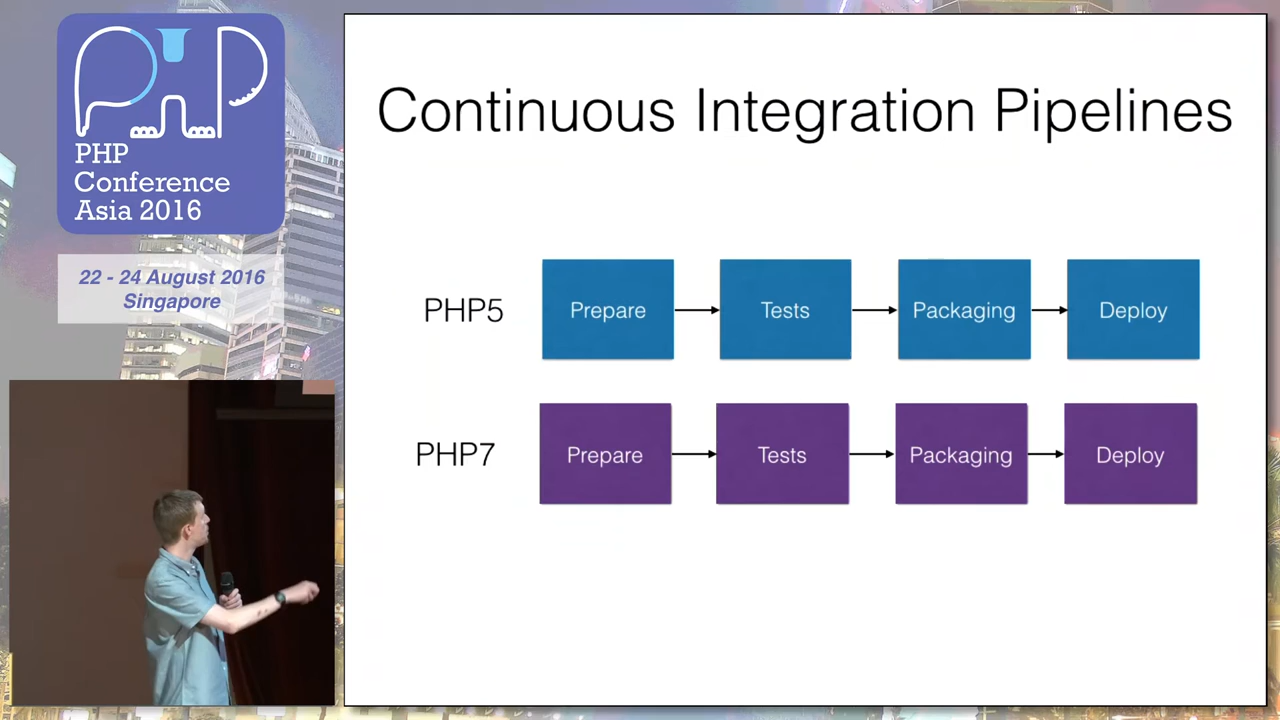 PHP
PHP
Conference
Asia 2016
22 - 24 August 2016
Singapore
Continuous Integration Pipelines
PHP5
Prepare
Tests
Packaging
Deploy
PHP7
Prepare
Tests
Packaging
Deploy